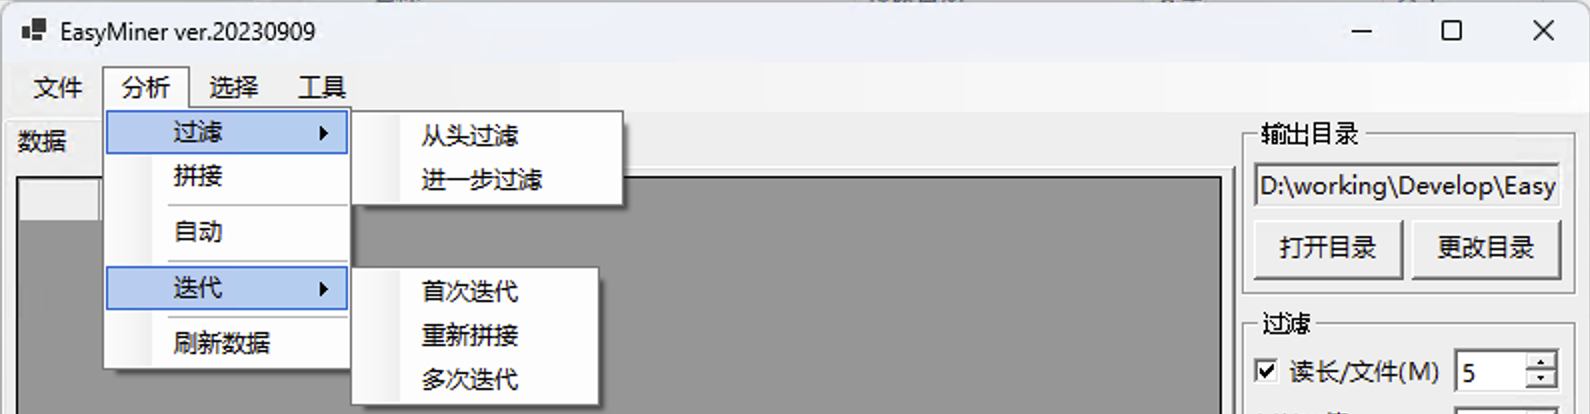 EasyMiner ver.20230909
文件 分析 选择 工具
数据
过滤
拼接
自动
迭代
刷新数据
从头过滤
进一步过滤
首次迭代
重新拼接
多次迭代
输出目录
D:\working\Develop\Easy
打开目录 更改目录
过滤
读长/文件(M) 5